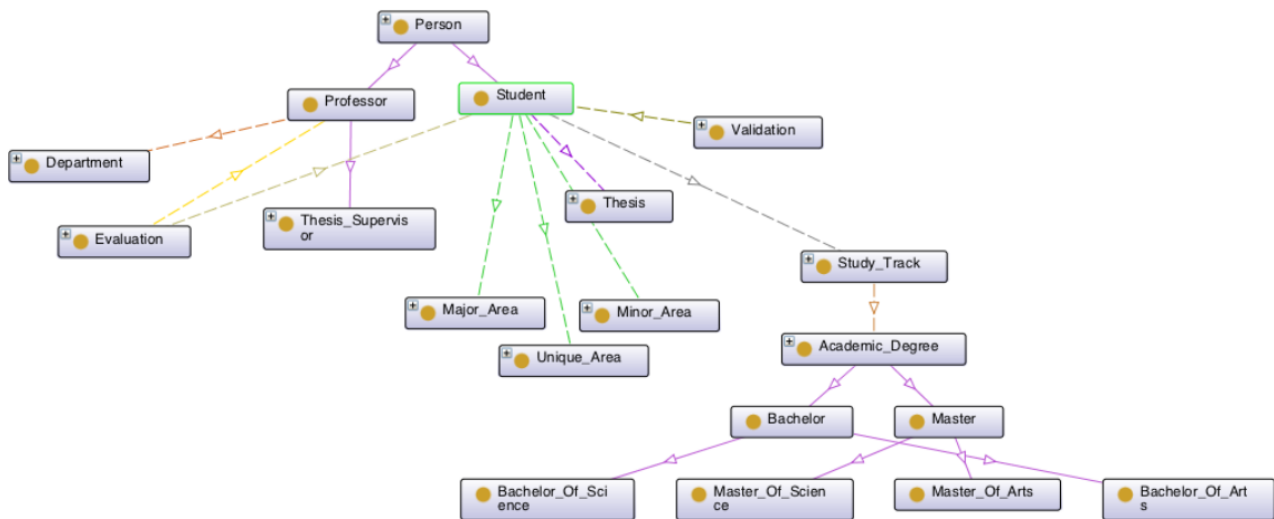 Person
Professor
Student
Validation
Department
Thesis
Evaluation
Thesis_Supervis
or
Study_Track
Major_Area
Minor_Area
Unique_Area
Academic_Degree
Bachelor
Master
Bachelor_Of_Sci
ence
Master_Of_Scien
ce
Master_Of_Arts
Bachelor_Of_Art
s